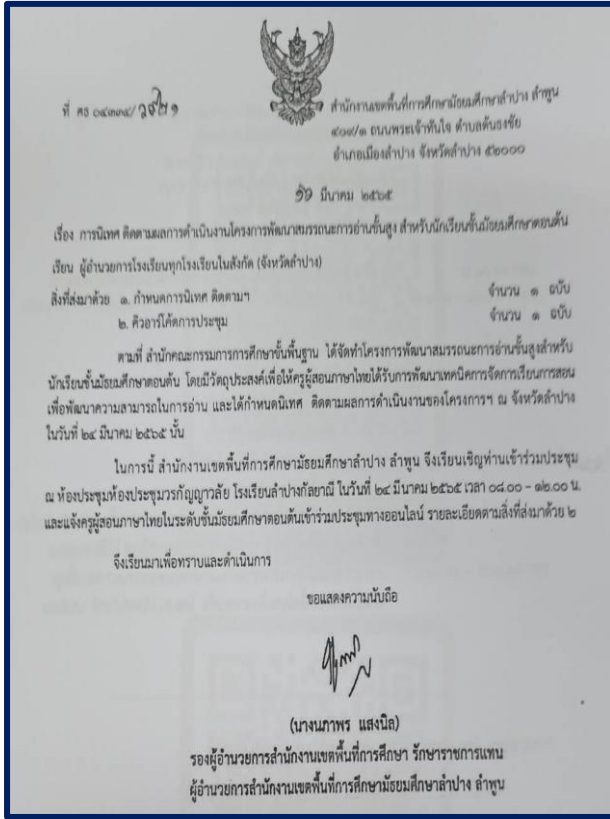 ที่ ศธ ๐๔๓๓๔/
สำนักงานเขตพื้นที่การศึกษามัธยมศึกษาลำปาง ลำพูน
๔๐๙/๑ ถนนพระเจ้าทันใจ ตำบลต้นธงชัย
อำเภอเมืองลำปาง จังหวัดลำปาง ๕๒๐๐๐
มีนาคม ๒๕๖๕
เรื่อง การนิเทศ ติดตามผลการดำเนินงานโครงการพัฒนาสมรรถนะการอ่านขั้นสูง สำหรับนักเรียนชั้นมัธยมศึกษาตอนต้น
เรียน ผู้อำนวยการโรงเรียนทุกโรงเรียนในสังกัด (จังหวัดลำปาง)
สิ่งที่ส่งมาด้วย ๑. กำหนดการนิเทศ ติดตามฯ จำนวน ๑ ฉบับ
๒. คิวอาร์โค้ดการประชุม จำนวน ๑ ฉบับ
ตามที่ สำนักคณะกรรมการการศึกษาขั้นพื้นฐาน ได้จัดทำโครงการพัฒนาสมรรถนะการอ่านขั้นสูงสำหรับ
นักเรียนชั้นมัธยมศึกษาตอนต้น โดยมีวัตถุประสงค์เพื่อให้ครูผู้สอนภาษาไทยได้รับการพัฒนาเทคนิคการจัดการเรียนการสอน
เพื่อพัฒนาความสามารถในการอ่าน และได้กำหนดนิเทศ ติดตามผลการดำเนินงานของโครงการฯ ณ จังหวัดลำปาง
ในวันที่ ๒๔ มีนาคม ๒๕๖๕ นั้น
ในการนี้ สำนักงานเขตพื้นที่การศึกษามัธยมศึกษาลำปาง ลำพูน จึงเรียนเชิญท่านเข้าร่วมประชุม
ณ ห้องประชุมห้องประชุมวรกัญญาวลัย โรงเรียนลำปางกัลยาณี ในวันที่ ๒๔ มีนาคม ๒๕๖๕ เวลา ๐๘.๐๐ – ๑๒.๐๐ น.
และแจ้งครูผู้สอนภาษาไทยในระดับชั้นมัธยมศึกษาตอนต้นเข้าร่วมประชุมทางออนไลน์ รายละเอียดตามสิ่งที่ส่งมาด้วย ๒
จึงเรียนมาเพื่อทราบและดำเนินการ
ขอแสดงความนับถือ
(นางนภาพร แสงนิล)
รองผู้อำนวยการสำนักงานเขตพื้นที่การศึกษา รักษาราชการแทน
ผู้อำนวยการสำนักงานเขตพื้นที่การศึกษามัธยมศึกษาลำปาง ลำพูน